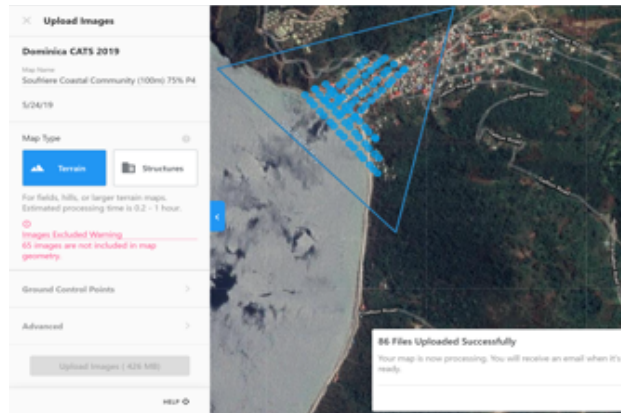 Upload Images
Dominica CATS 2019
Map Name
Soufriere Coastal Community (100m) 75% P4
5/24/19
Map Type
Terrain
Structures
For fields, hills, or larger terrain maps.
Estimated processing time is 0.2 - 1 hour.
Images Excluded Warning
65 images are not included in map
geometry.
Ground Control Points
Advanced
Upload Images ( 426 MB)
HELP
86 Files Uploaded Successfully
Your map is now processing. You will receive an email when it's
ready.